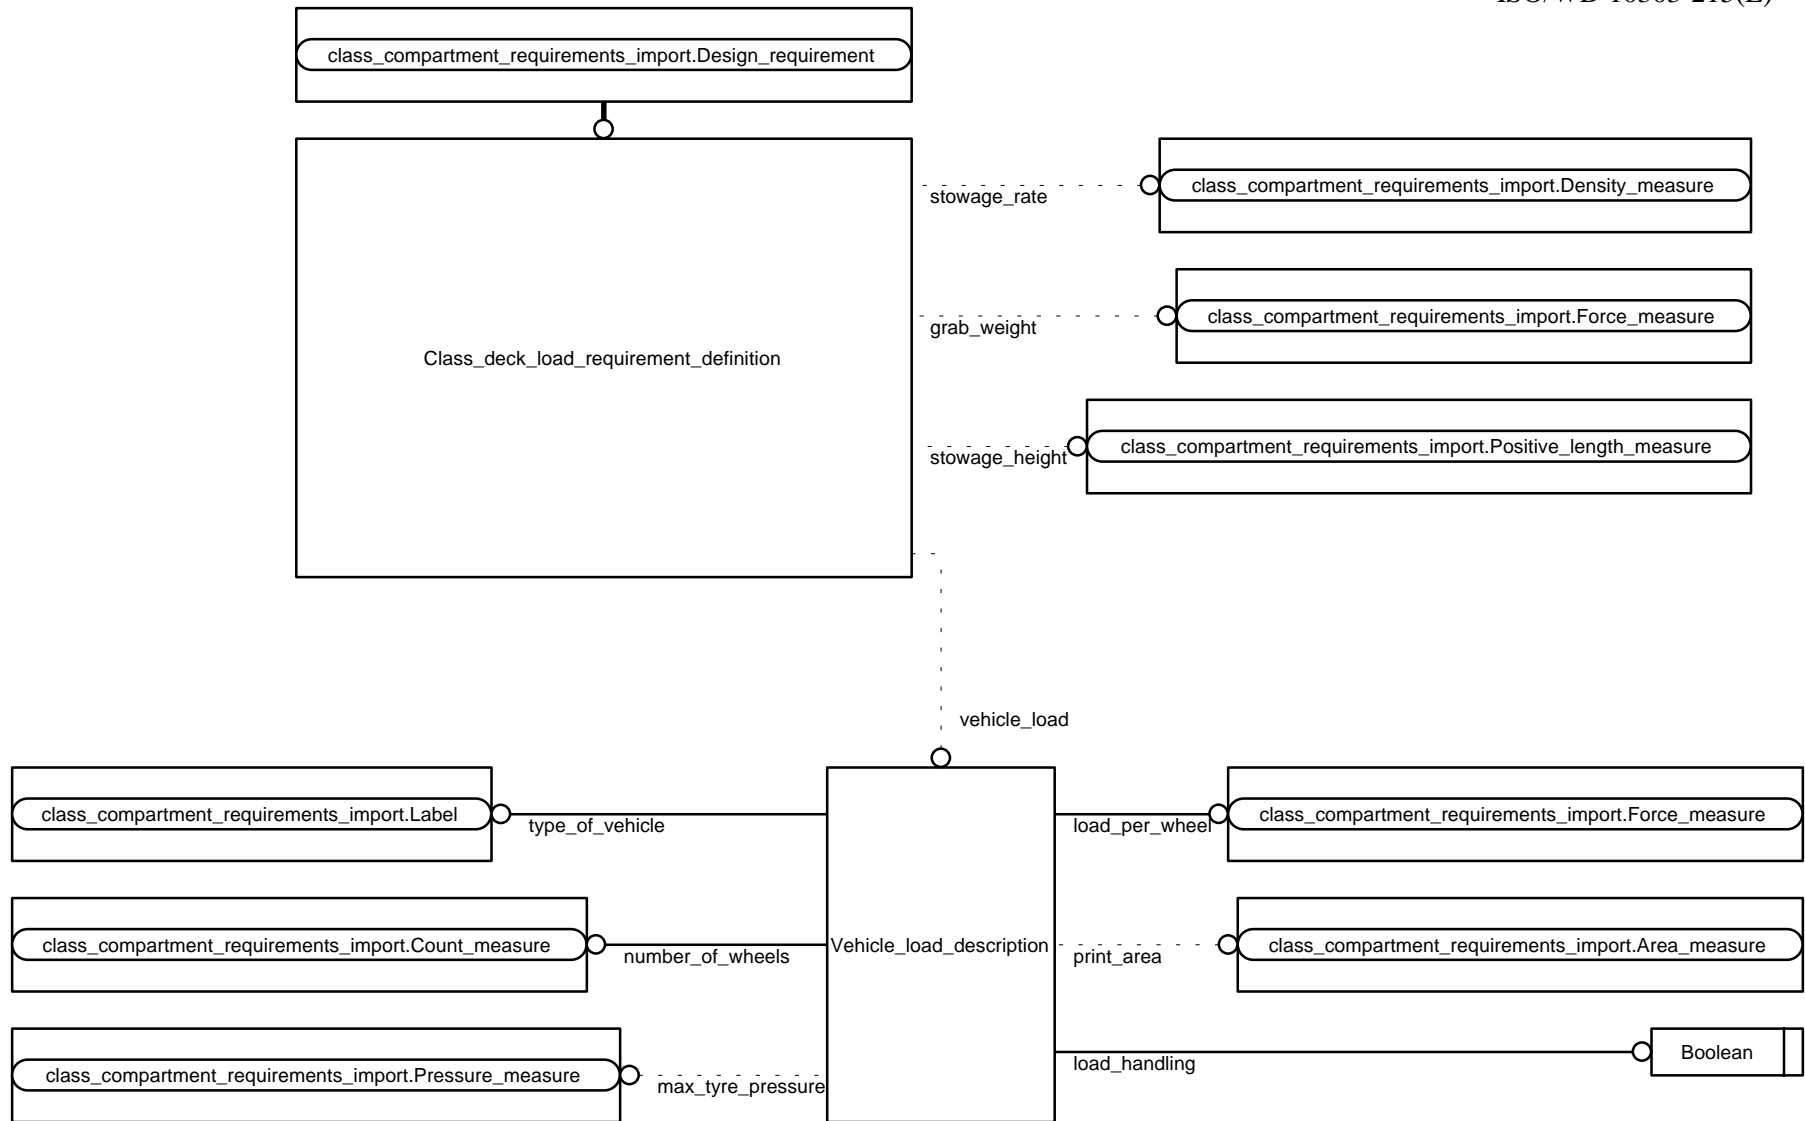 ISO/WD 10303-215(E)
class_compartment_requirements_import.Design_requirement
class_compartment_requirements_import.Density_measure
stowage_rate
class_compartment_requirements_import.Force_measure
grab_weight
Class_deck_load_requirement_definition
class_compartment_requirements_import.Positive_length_measure
stowage_height
vehicle_load
class_compartment_requirements_import.Label
type_of_vehicle
load_per_wheel
class_compartment_requirements_import.Force_measure
class_compartment_requirements_import.Count_measure
number_of_wheels
Vehicle_load_description
print_area
class_compartment_requirements_import.Area_measure
load_handling
Boolean
class_compartment_requirements_import.Pressure_measure
max_tyre_pressure